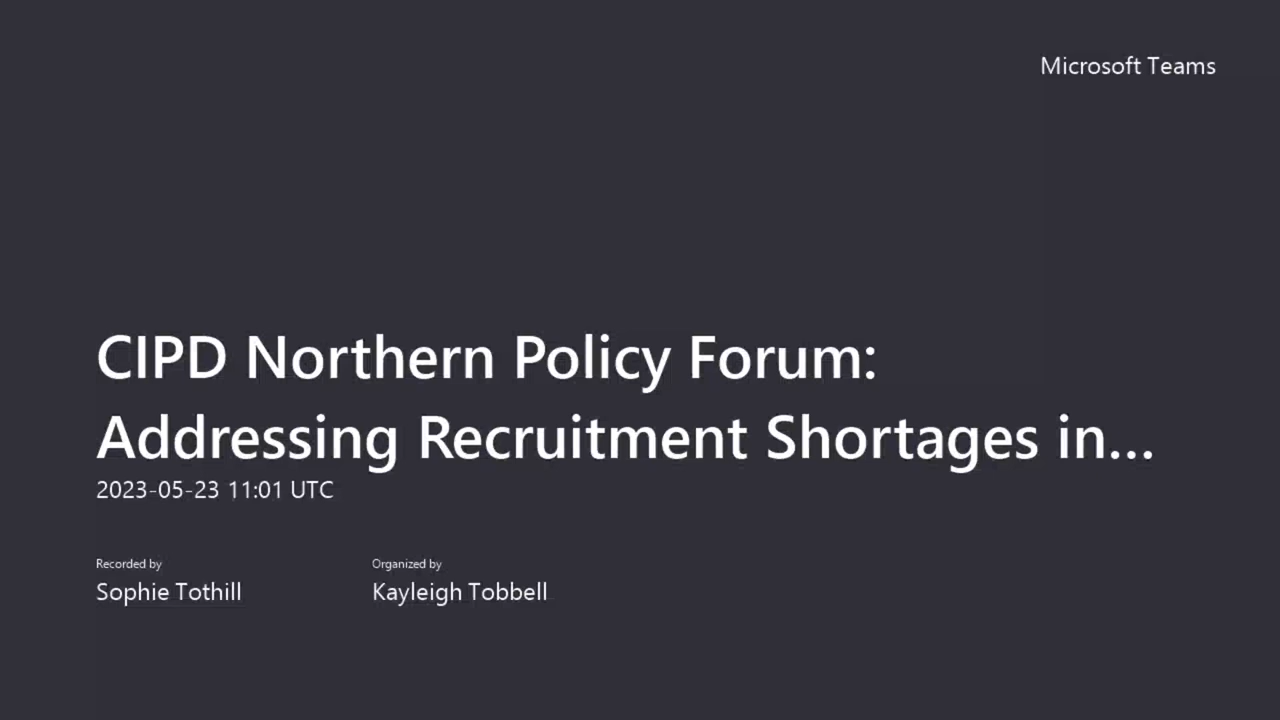 Microsoft Teams
CIPD Northern Policy Forum:
Addressing Recruitment Shortages in...
2023-05-23 11:01 UTC
Recorded by
Sophie Tothill
Organized by
Kayleigh Tobbell